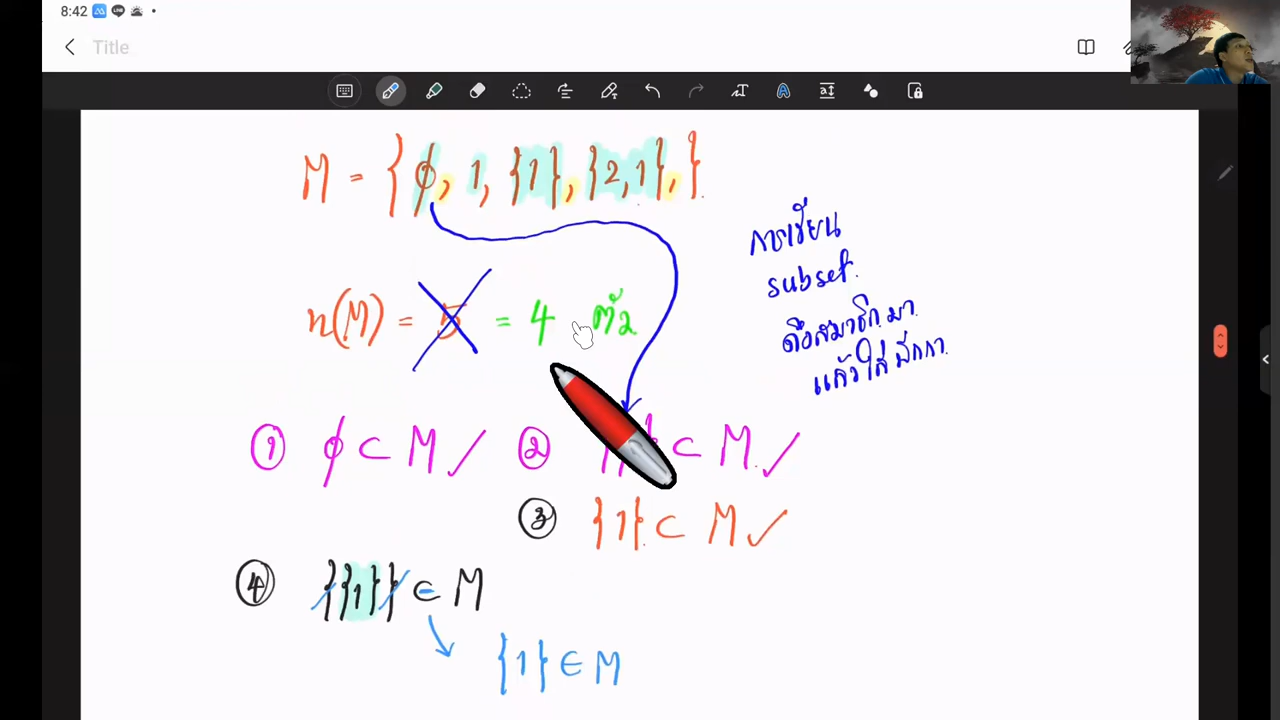 8:42
Title
M = { ∅, 1, {1}, {2,1}, }
n(M) = 5 = 4 ตัว
การเขียน
subset.
ดึงสมาชิกมา
แล้วใส่ปีกกา
① ∅ ⊂ M ✓ ② ⊂ M ✓
③ {1} ⊂ M ✓
④ {{1}} ⊂ M
{1} ∈ M